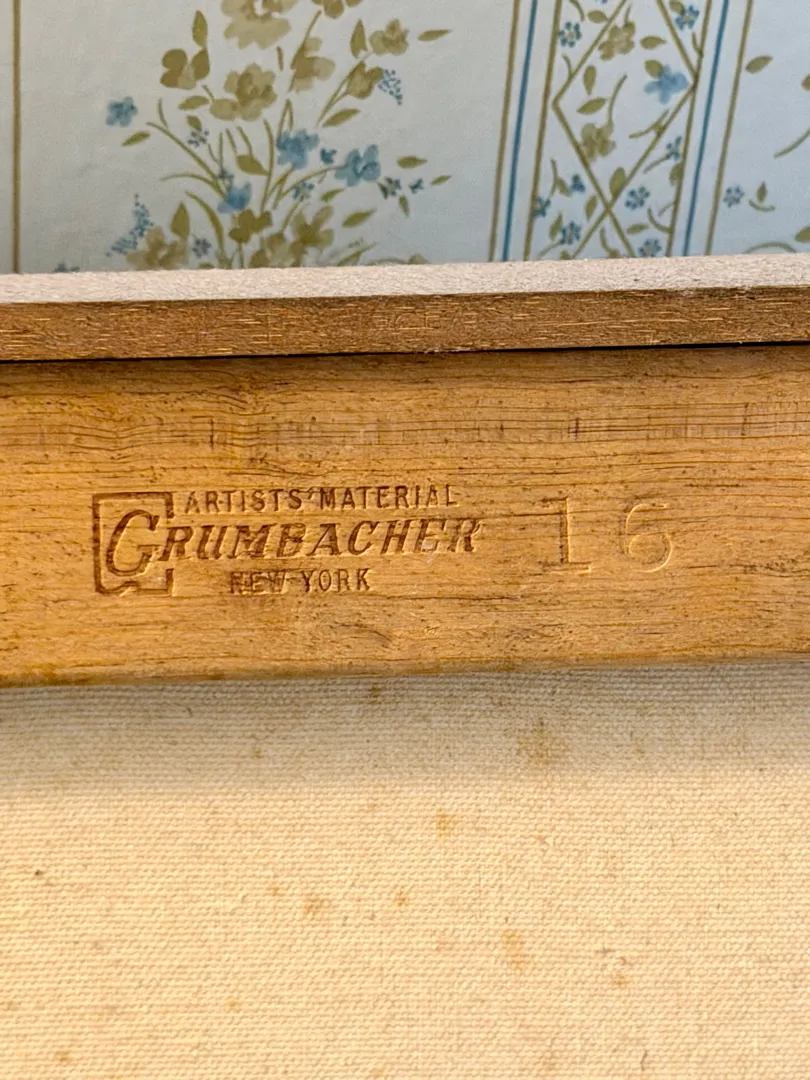 ARTISTS' MATERIAL
GRUMBACHER
NEW-YORK
16